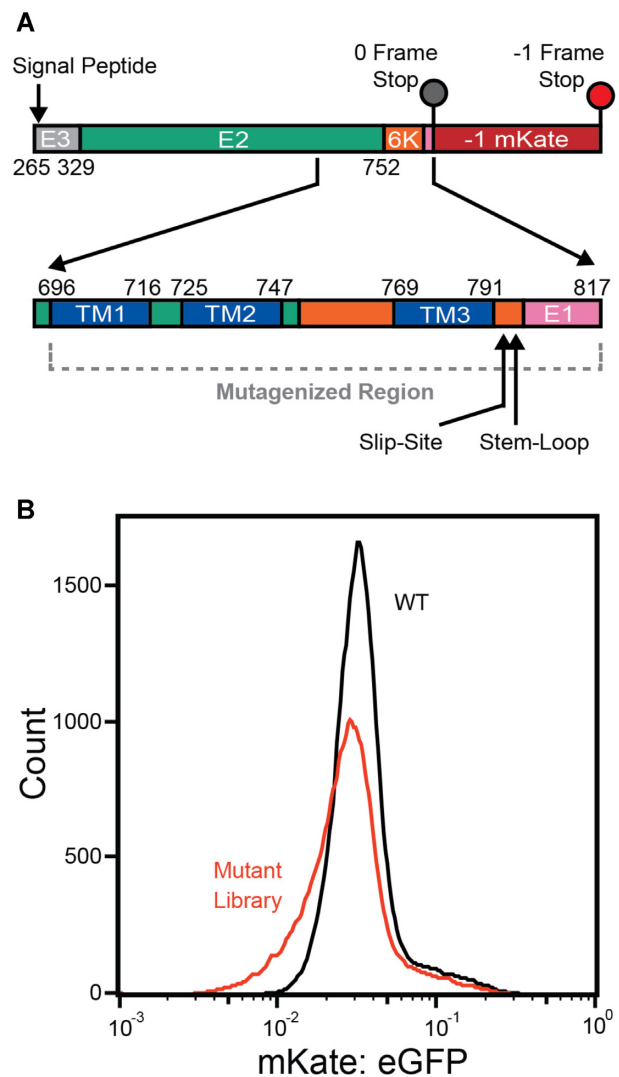 A
Signal Peptide
0 Frame
Stop
-1 Frame
Stop
E3
E2
6K
-1 mKate
265 329
752
696
716 725
747
769
791
817
TM1
TM2
TM3
E1
Mutagenized Region
Slip-Site
Stem-Loop
B
1500
WT
1000
Count
500
Mutant
Library
0
10-3
10-2
10-1
100
mKate: eGFP